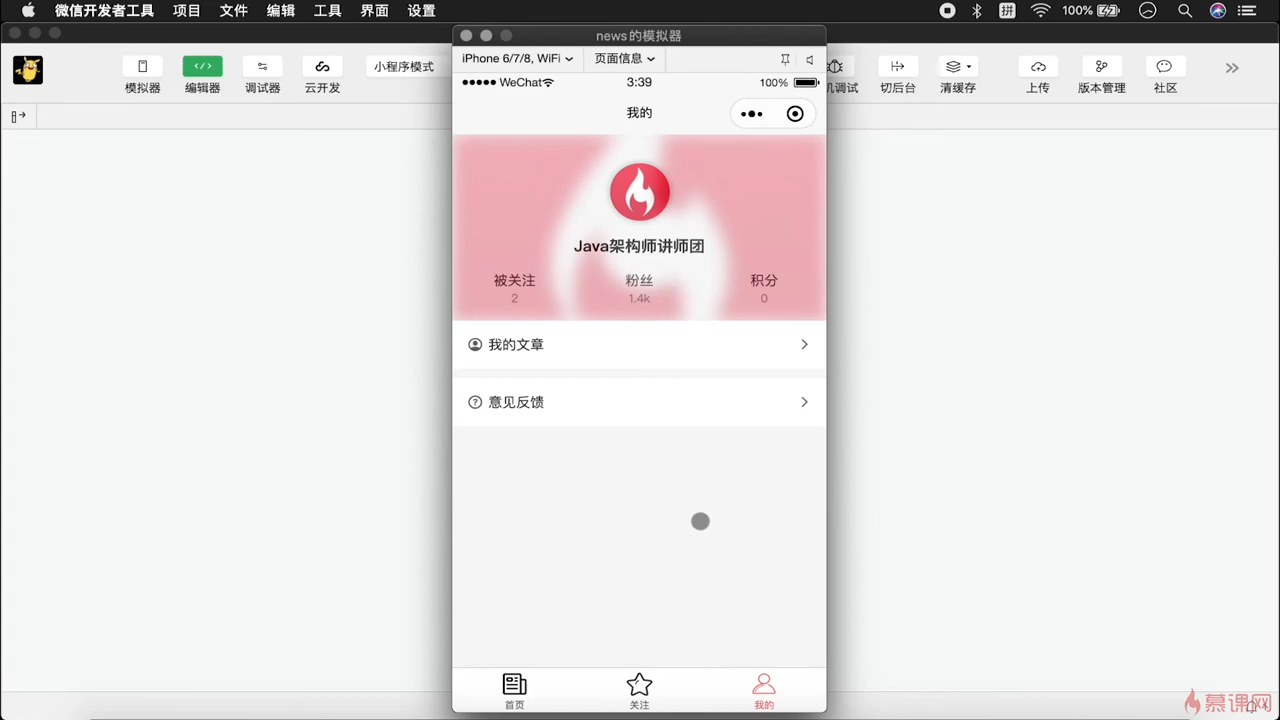 微信开发者工具 项目 文件 编辑 工具 界面 设置 拼 100%
news的模拟器
iPhone 6/7/8, WiFi 页面信息
模拟器 编辑器 调试器 云开发 小程序模式 机调试 切后台 清缓存 上传 版本管理 社区
WeChat 3:39 100%
我的
Java架构师讲师团
被关注 粉丝 积分
2 1.4k 0
我的文章
意见反馈
首页 关注 我的
慕课网